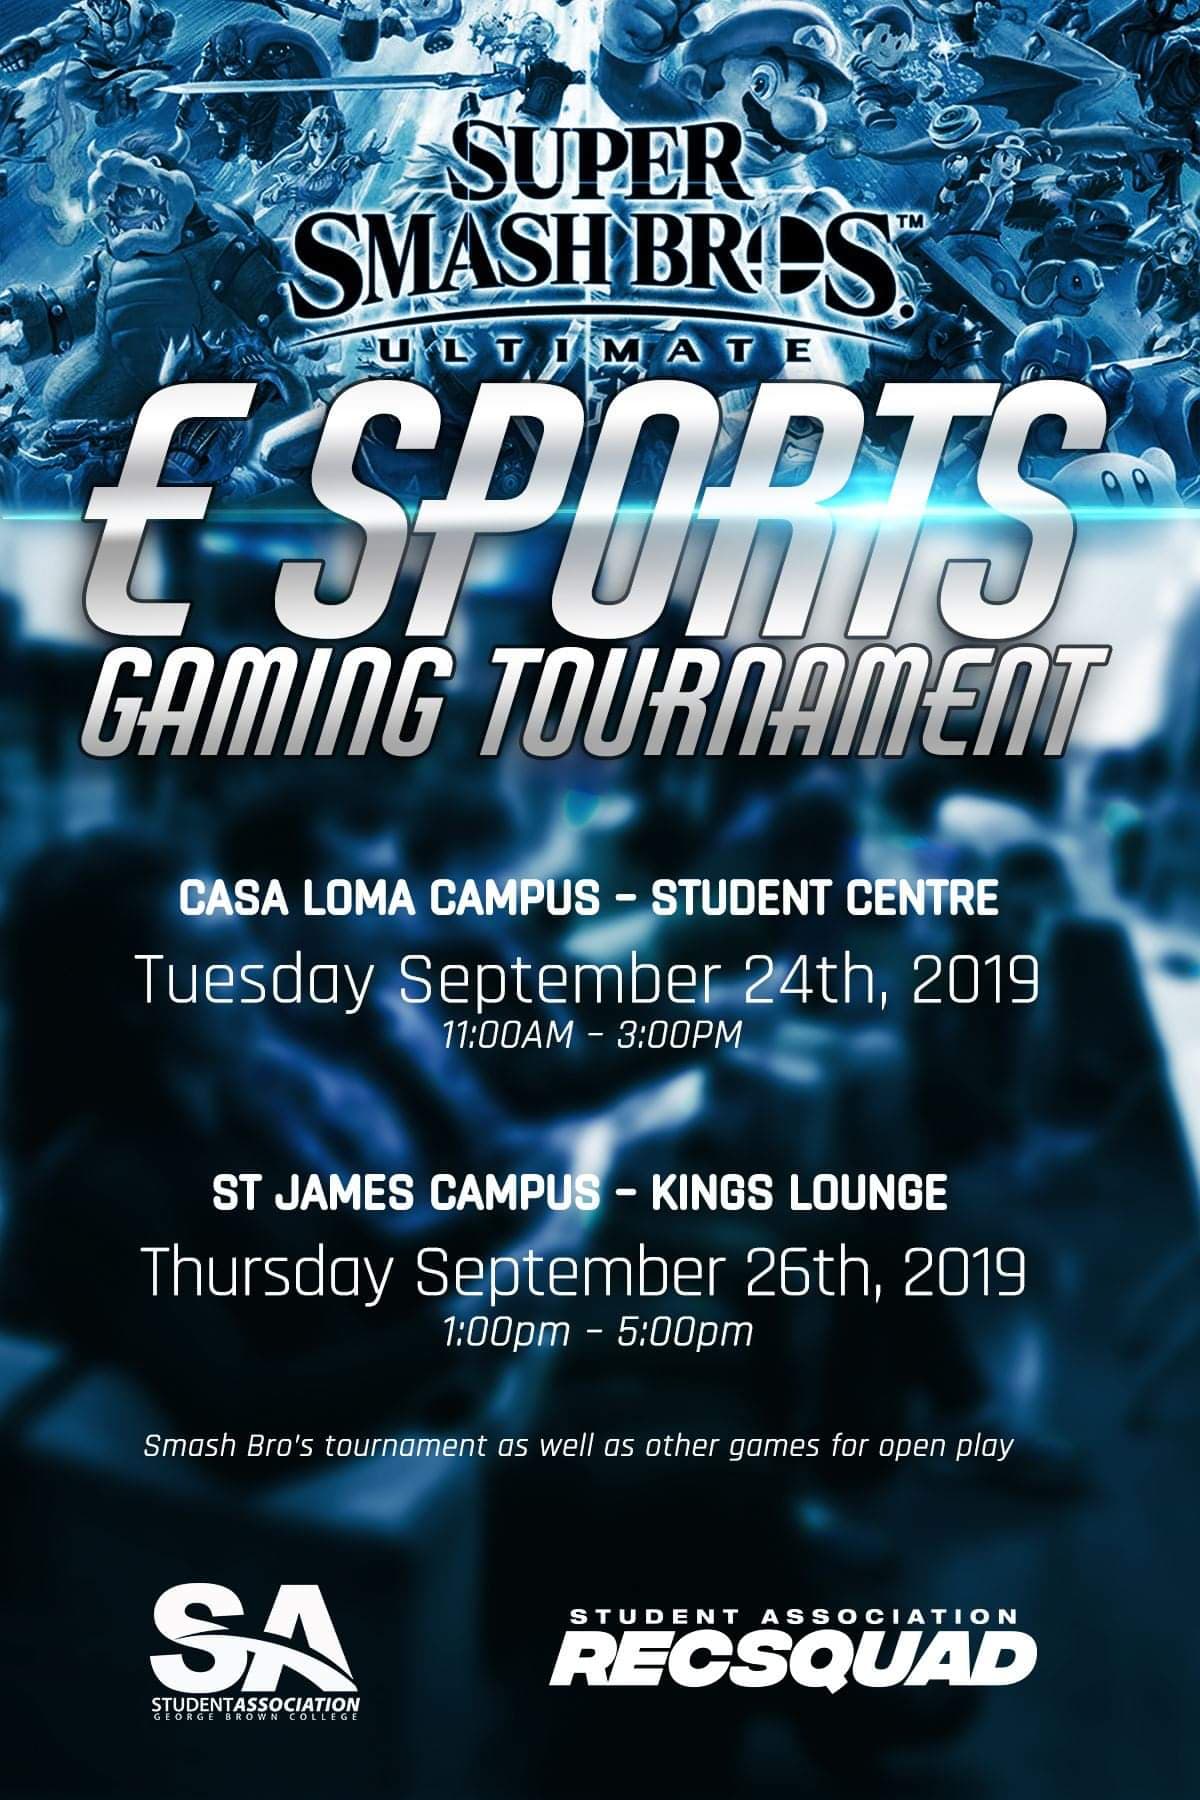 SUPER
SMASH BROS.™
ULTIMATE
E SPORTS
GAMING TOURNAMENT
CASA LOMA CAMPUS – STUDENT CENTRE
Tuesday September 24th, 2019
11:00AM – 3:00PM
ST JAMES CAMPUS – KINGS LOUNGE
Thursday September 26th, 2019
1:00pm – 5:00pm
Smash Bro's tournament as well as other games for open play
SA
STUDENTASSOCIATION
GEORGE BROWN COLLEGE
STUDENT ASSOCIATION
RECSQUAD